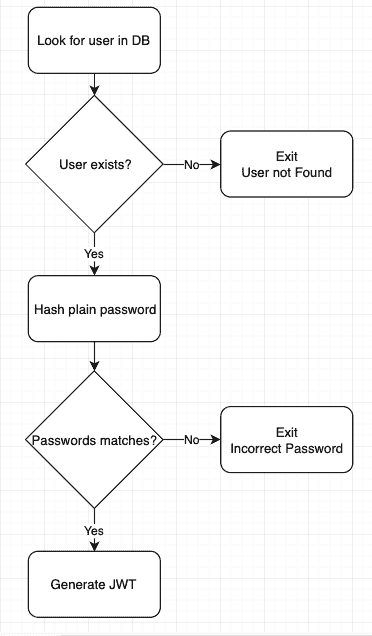 Look for user in DB
User exists?
No
Exit
User not Found
Yes
Hash plain password
Passwords matches?
No
Exit
Incorrect Password
Yes
Generate JWT